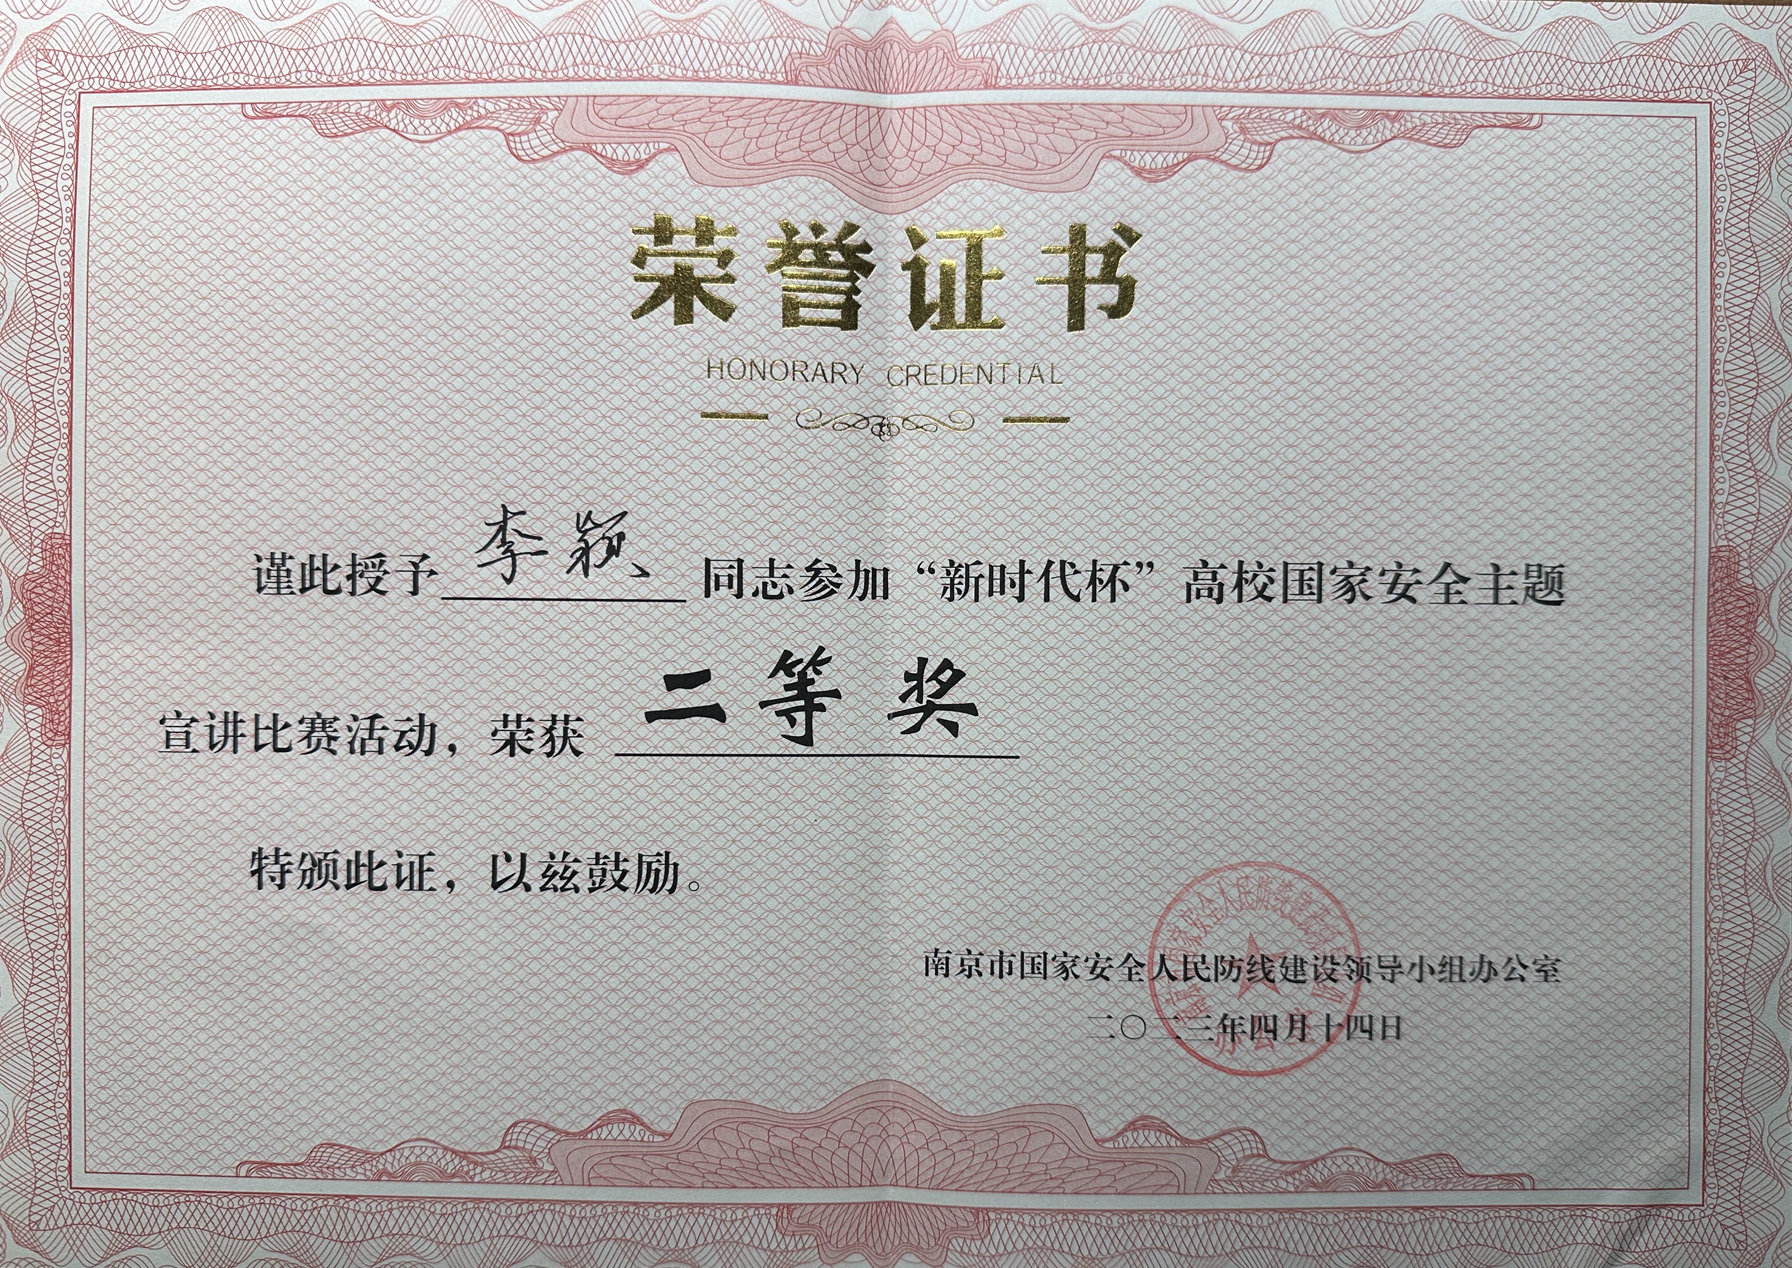 荣誉证书
HONORARY CREDENTIAL
谨此授予 李颖 同志参加“新时代杯”高校国家安全主题
宣讲比赛活动，荣获 二等奖
特颁此证，以兹鼓励。
南京市国家安全人民防线建设领导小组办公室
二〇二三年四月十四日